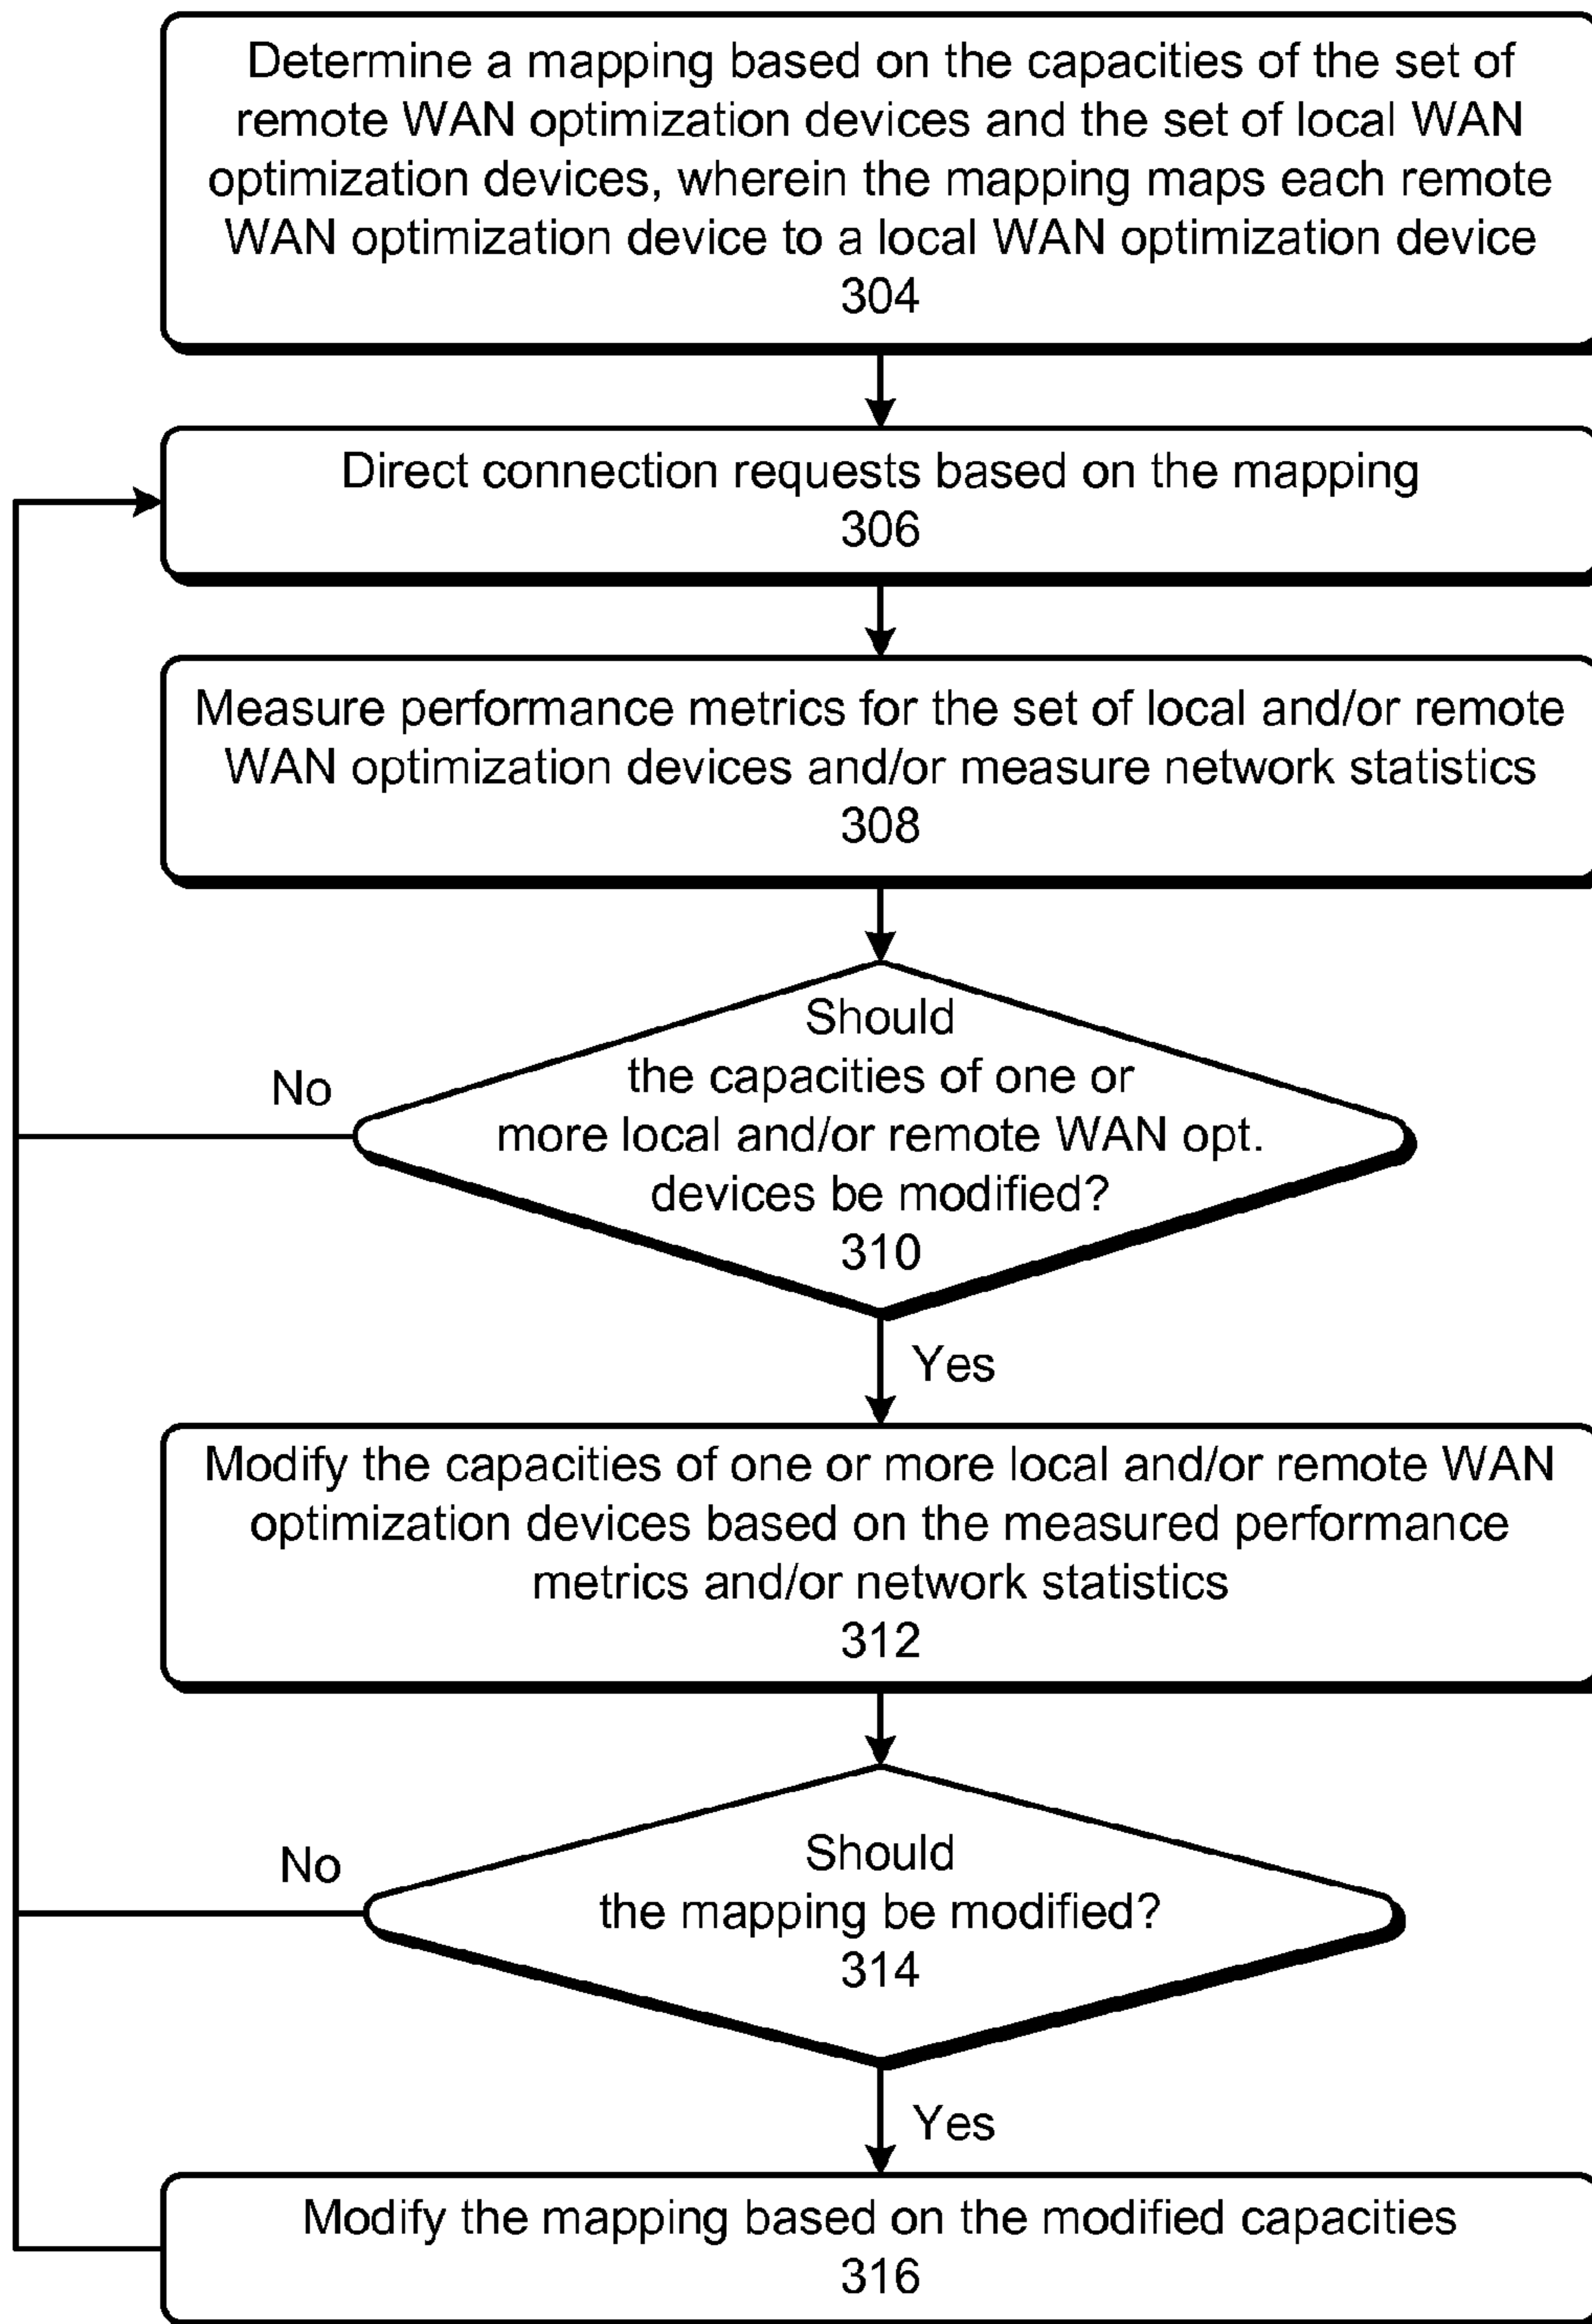 Determine a mapping based on the capacities of the set of
remote WAN optimization devices and the set of local WAN
optimization devices, wherein the mapping maps each remote
WAN optimization device to a local WAN optimization device
304
Direct connection requests based on the mapping
306
Measure performance metrics for the set of local and/or remote
WAN optimization devices and/or measure network statistics
308
Should
the capacities of one or
more local and/or remote WAN opt.
devices be modified?
310
No
Yes
Modify the capacities of one or more local and/or remote WAN
optimization devices based on the measured performance
metrics and/or network statistics
312
Should
the mapping be modified?
314
No
Yes
Modify the mapping based on the modified capacities
316